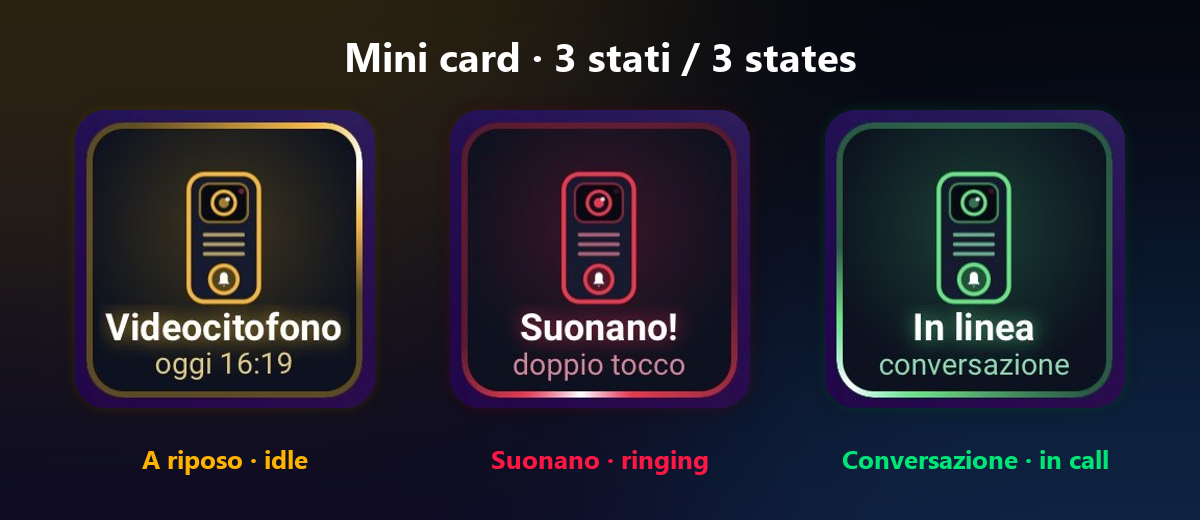 Mini card · 3 stati / 3 states
Videocitofono
oggi 16:19
Suonano!
doppio tocco
In linea
conversazione
A riposo · idle
Suonano · ringing
Conversazione · in call